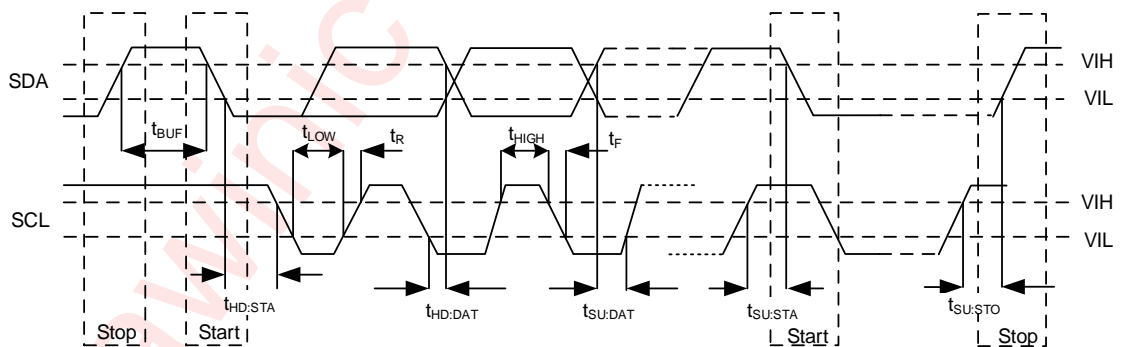 SDA
VIH
VIL
tBUF
tLOW
tR
tHIGH
tF
SCL
VIH
VIL
tHD:STA
tHD:DAT
tSU:DAT
tSU:STA
tSU:STO
Stop
Start
Start
Stop
awinic